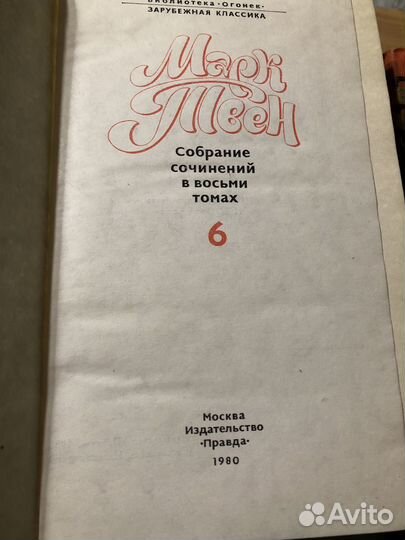 Библиотека «Огонек»
ЗАРУБЕЖНАЯ КЛАССИКА
Марк
Твен
Собрание
сочинений
в восьми
томах
6
Москва
Издательство
«Правда»
1980
Avito